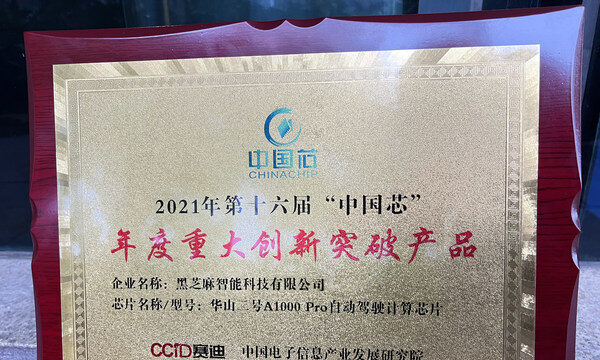 中国芯
CHINACHIP
2021年第十六届“中国芯”
年度重大创新突破产品
企业名称：黑芝麻智能科技有限公司
芯片名称/型号：华山二号A1000 Pro自动驾驶计算芯片
CCID赛迪 中国电子信息产业发展研究院